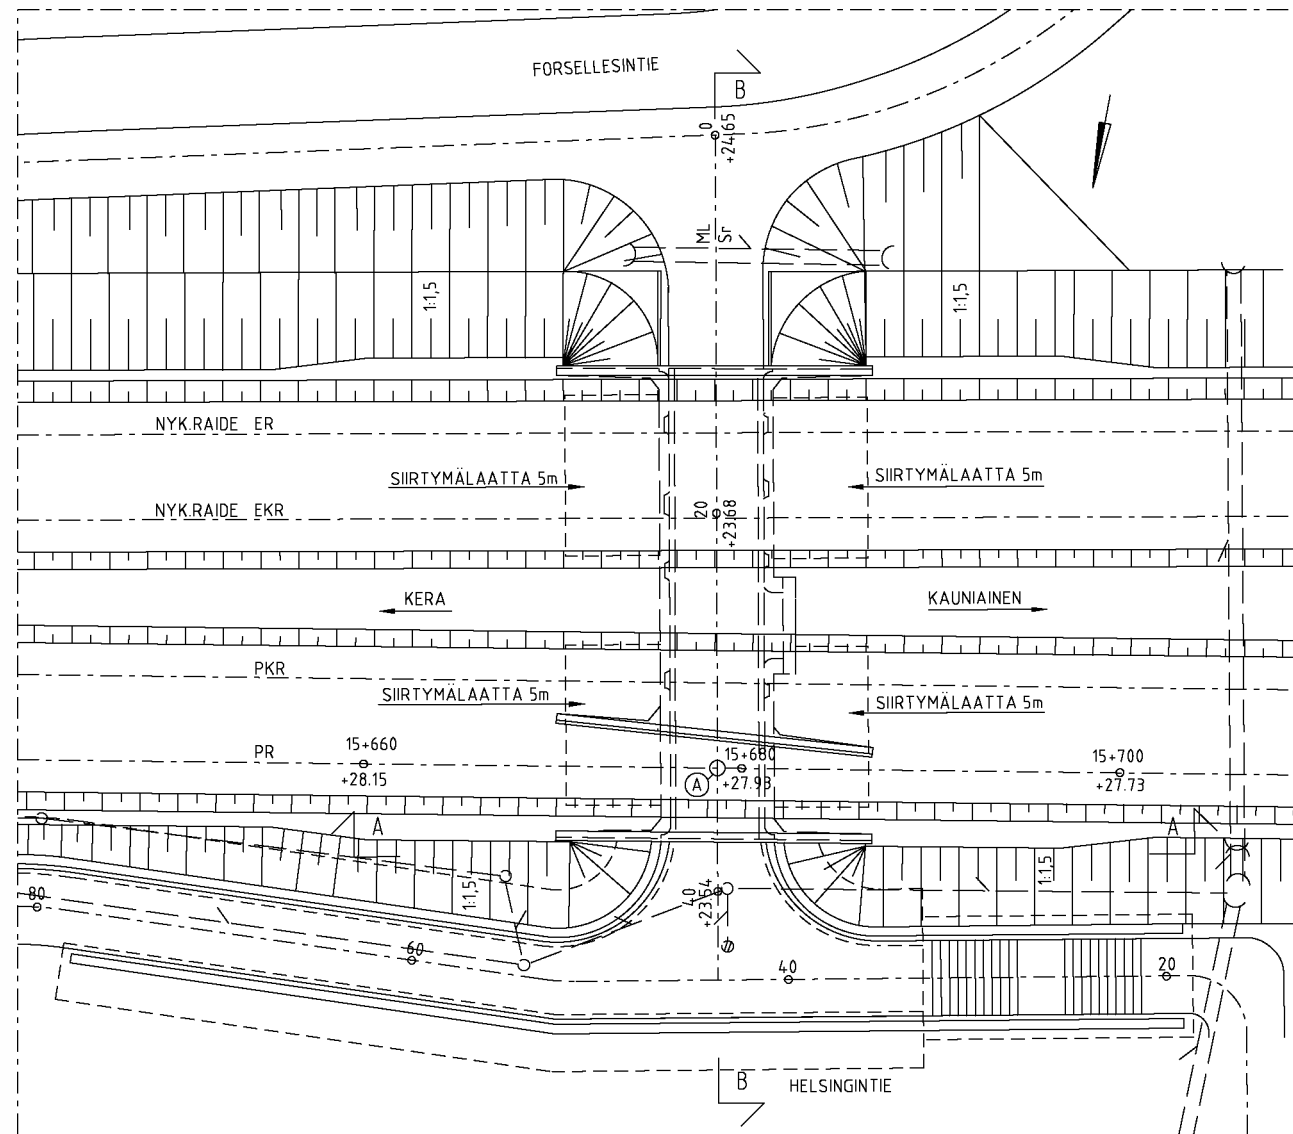 FORSELLESINTIE
B
0
+24.65
ML
Sr
1:1,5
1:1,5
NYK.RAIDE ER
SIIRTYMÄLAATTA 5m
SIIRTYMÄLAATTA 5m
NYK.RAIDE EKR
20
+23.68
KERA
KAUNIAINEN
PKR
SIIRTYMÄLAATTA 5m
SIIRTYMÄLAATTA 5m
PR
15+660
+28.15
15+680
+27.93
A
15+700
+27.73
A
A
1:1,5
1:1,5
80
40
+23.54
60
40
20
B
HELSINGINTIE